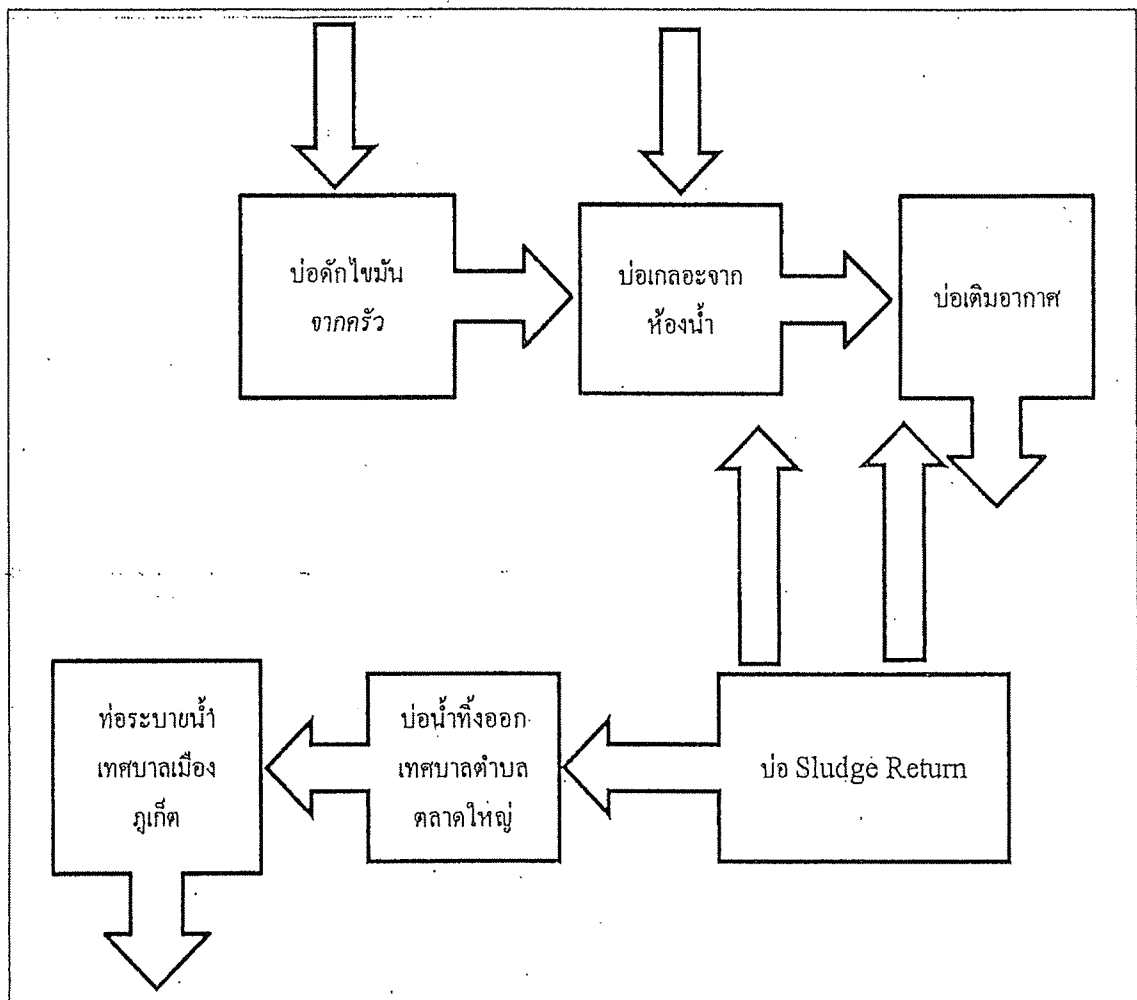 บ่อดักไขมัน
จากครัว
บ่อเกลอะจาก
ห้องน้ำ
บ่อเติมอากาศ
ท่อระบายน้ำ
เทศบาลเมือง
ภูเก็ต
บ่อน้ำทิ้งออก
เทศบาลตำบล
ตลาดใหญ่
บ่อ Sludge Return